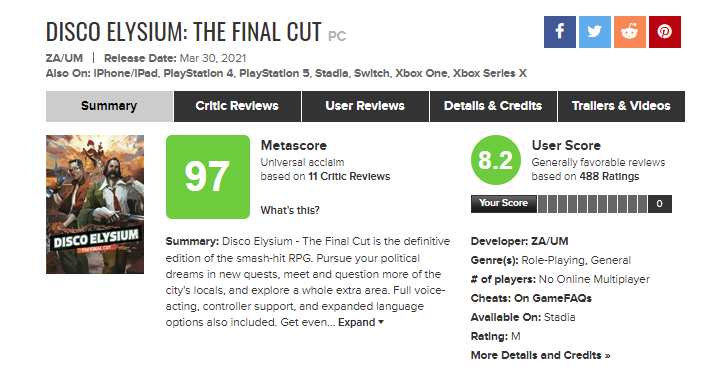 DISCO ELYSIUM: THE FINAL CUT PC
ZA/UM | Release Date: Mar 30, 2021
Also On: iPhone/iPad, PlayStation 4, PlayStation 5, Stadia, Switch, Xbox One, Xbox Series X
Summary Critic Reviews User Reviews Details & Credits Trailers & Videos
DISCO ELYSIUM
THE FINAL CUT
97
Metascore
Universal acclaim
based on 11 Critic Reviews
What's this?
8.2
User Score
Generally favorable reviews
based on 488 Ratings
Your Score 0
Summary: Disco Elysium - The Final Cut is the definitive
edition of the smash-hit RPG. Pursue your political
dreams in new quests, meet and question more of the
city's locals, and explore a whole extra area. Full voice-
acting, controller support, and expanded language
options also included. Get even... Expand
Developer: ZA/UM
Genre(s): Role-Playing, General
# of players: No Online Multiplayer
Cheats: On GameFAQs
Available On: Stadia
Rating: M
More Details and Credits »